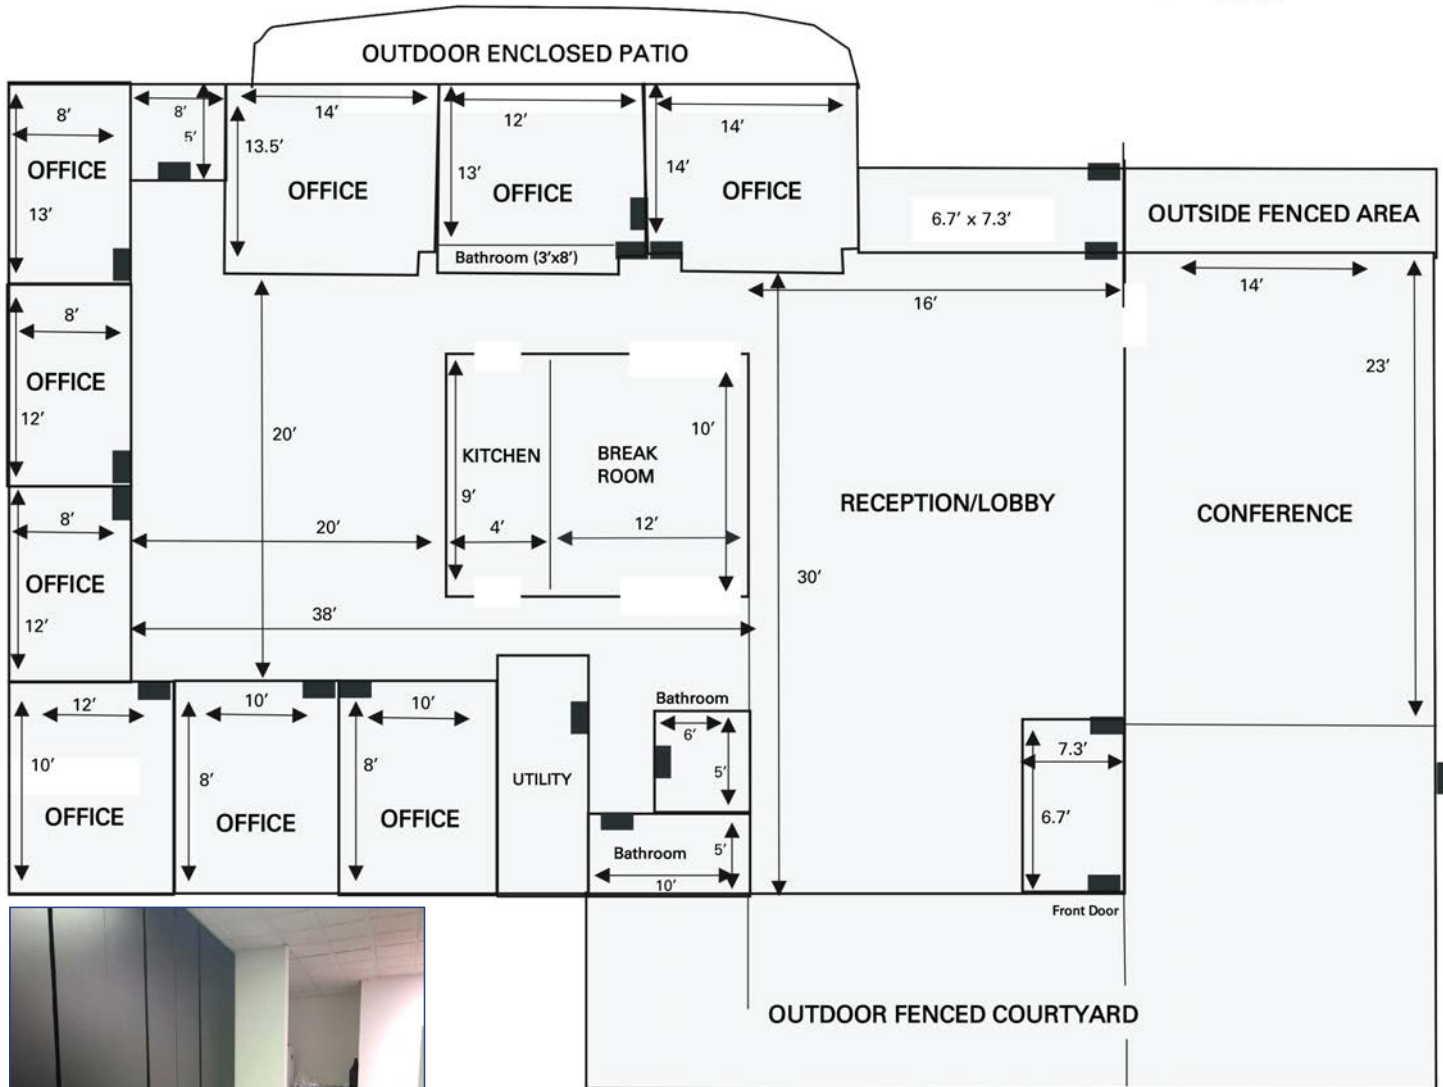 OUTDOOR ENCLOSED PATIO
8'
OFFICE
13'
8'
5'
14'
13.5'
OFFICE
12'
13'
OFFICE
Bathroom (3'x8')
14'
14'
OFFICE
6.7' x 7.3'
OUTSIDE FENCED AREA
8'
OFFICE
12'
20'
16'
14'
23'
KITCHEN
9'
4'
BREAK
ROOM
10'
12'
RECEPTION/LOBBY
30'
CONFERENCE
8'
OFFICE
12'
20'
38'
12'
10'
OFFICE
10'
8'
OFFICE
10'
8'
OFFICE
UTILITY
Bathroom
6'
5'
Bathroom
5'
10'
7.3'
6.7'
Front Door
OUTDOOR FENCED COURTYARD